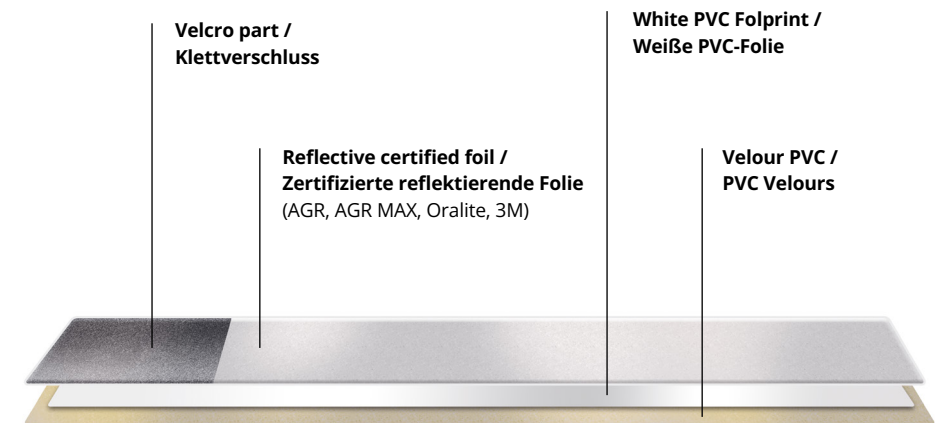 Velcro part /
Klettverschluss
White PVC Folprint /
Weiße PVC-Folie
Reflective certified foil /
Zertifizierte reflektierende Folie
(AGR, AGR MAX, Oralite, 3M)
Velour PVC /
PVC Velours